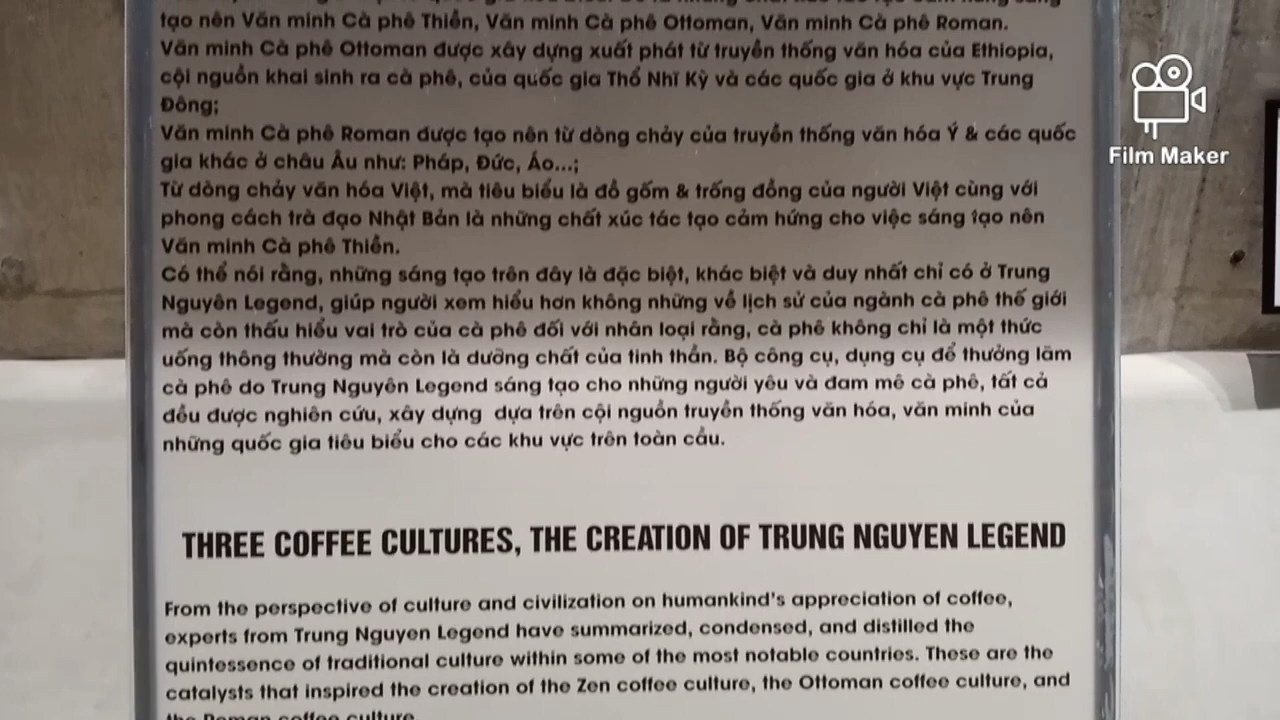 tạo nên Văn minh Cà phê Thiền, Văn minh Cà phê Ottoman, Văn minh Cà phê Roman.
Văn minh Cà phê Ottoman được xây dựng xuất phát từ truyền thống văn hóa của Ethiopia,
cội nguồn khai sinh ra cà phê, của quốc gia Thổ Nhĩ Kỳ và các quốc gia ở khu vực Trung
Đông;
Văn minh Cà phê Roman được tạo nên từ dòng chảy của truyền thống văn hóa Ý & các quốc
gia khác ở châu Âu như: Pháp, Đức, Áo...;
Từ dòng chảy văn hóa Việt, mà tiêu biểu là đồ gốm & trống đồng của người Việt cùng với
phong cách trà đạo Nhật Bản là những chất xúc tác tạo cảm hứng cho việc sáng tạo nên
Văn minh Cà phê Thiền.
Có thể nói rằng, những sáng tạo trên đây là đặc biệt, khác biệt và duy nhất chỉ có ở Trung
Nguyên Legend, giúp người xem hiểu hơn không những về lịch sử của ngành cà phê thế giới
mà còn thấu hiểu vai trò của cà phê đối với nhân loại rằng, cà phê không chỉ là một thức
uống thông thường mà còn là dưỡng chất của tinh thần. Bộ công cụ, dụng cụ để thưởng lãm
cà phê do Trung Nguyên Legend sáng tạo cho những người yêu và đam mê cà phê, tất cả
đều được nghiên cứu, xây dựng dựa trên cội nguồn truyền thống văn hóa, văn minh của
những quốc gia tiêu biểu cho các khu vực trên toàn cầu.
THREE COFFEE CULTURES, THE CREATION OF TRUNG NGUYEN LEGEND
From the perspective of culture and civilization on humankind's appreciation of coffee,
experts from Trung Nguyen Legend have summarized, condensed, and distilled the
quintessence of traditional culture within some of the most notable countries. These are the
catalysts that inspired the creation of the Zen coffee culture, the Ottoman coffee culture, and
the Roman coffee culture
Film Maker